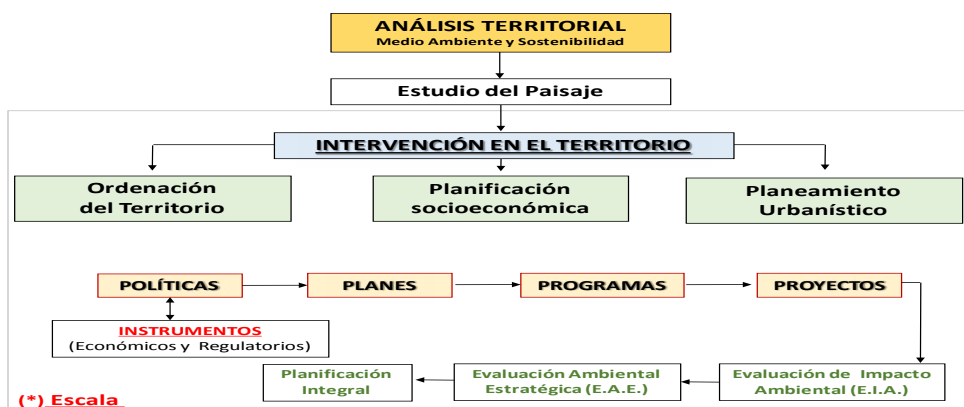 ANÁLISIS TERRITORIAL
Medio Ambiente y Sostenibilidad
Estudio del Paisaje
INTERVENCIÓN EN EL TERRITORIO
Ordenación
del Territorio
Planificación
socioeconómica
Planeamiento
Urbanístico
POLÍTICAS
PLANES
PROGRAMAS
PROYECTOS
INSTRUMENTOS
(Económicos y Regulatorios)
Planificación
Integral
Evaluación Ambiental
Estratégica (E.A.E.)
Evaluación de Impacto
Ambiental (E.I.A.)
(*) Escala